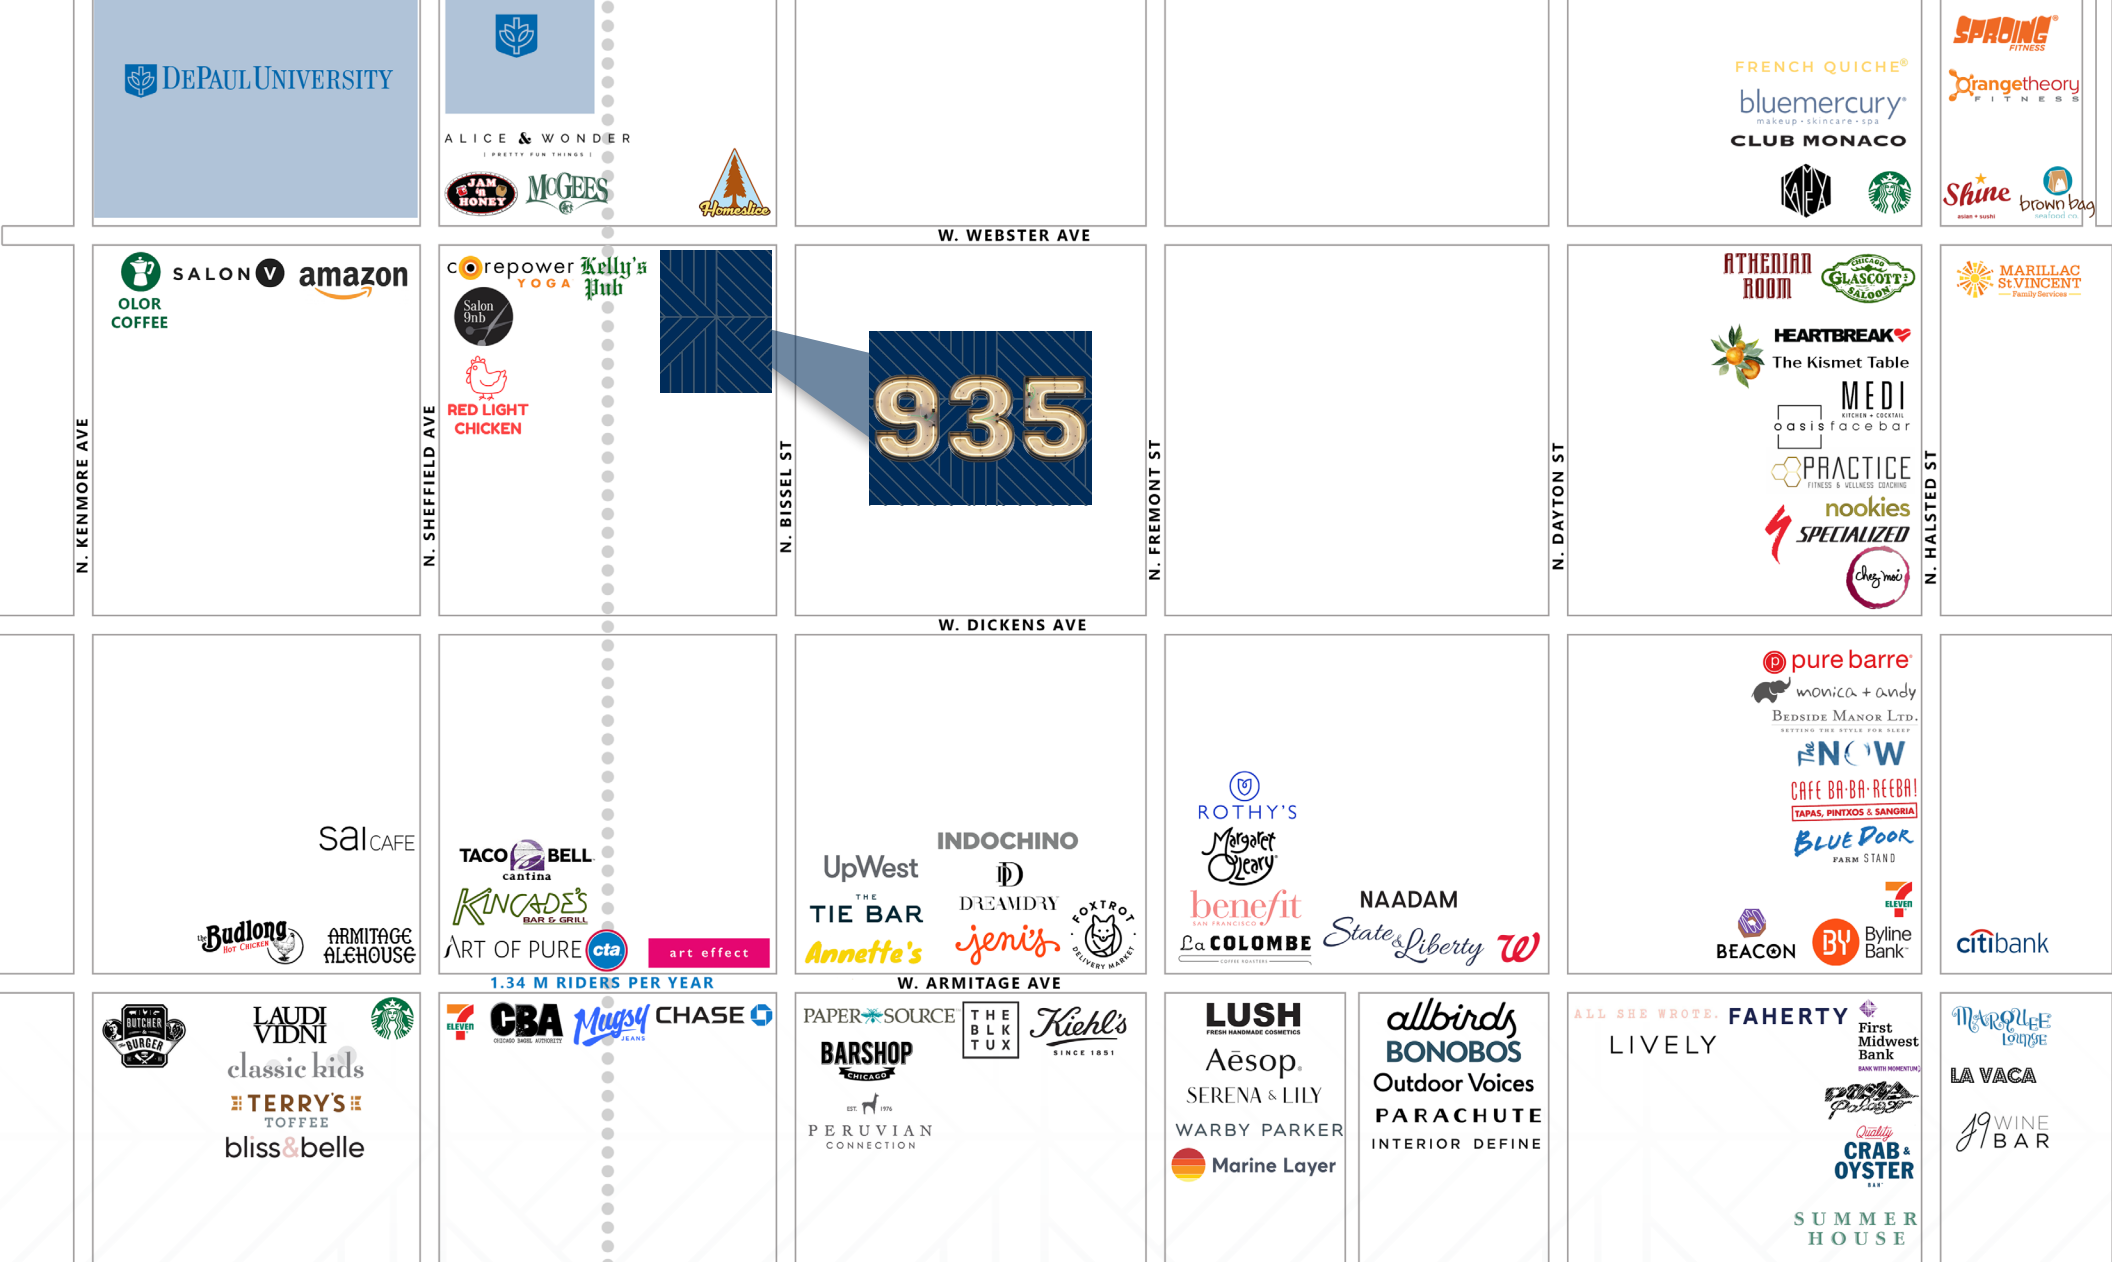 DEPAUL UNIVERSITY
ALICE & WONDER
| PRETTY FUN THINGS |
JAM
'n
HONEY
McGEES
Homeslice
FRENCH QUICHE®
bluemercury®
makeup • skincare • spa
CLUB MONACO
SPROING®
FITNESS
Orangetheory
FITNESS
Shine
asian + sushi
brown bag
seafood co.
W. WEBSTER AVE
OLOR
COFFEE
SALON V
amazon
corepower
YOGA
Kelly's
Pub
Salon
9nb
RED LIGHT
CHICKEN
935
ATHENIAN
ROOM
CHICAGO
GLASCOTT'S
SALOON
HEARTBREAK
The Kismet Table
MEDI
KITCHEN + COCKTAIL
oasis face bar
PRACTICE
FITNESS & WELLNESS COACHING
nookies
SPECIALIZED
chez moi
MARILLAC
St. VINCENT
Family Services
N. KENMORE AVE
N. SHEFFIELD AVE
N. BISSEL ST
N. FREMONT ST
N. DAYTON ST
N. HALSTED ST
W. DICKENS AVE
sal CAFE
the Budlong
HOT CHICKEN
ARMITAGE
ALEHOUSE
TACO BELL
cantina
KINCADE'S
BAR & GRILL
ART OF PURE
cta
art effect
UpWest
THE
TIE BAR
Annette's
INDOCHINO
DD
DREAMDRY
jeni's
FOXTROT
DELIVERY MARKET
ROTHY'S
Margaret
O'Leary
benefit
SAN FRANCISCO
La COLOMBE
COFFEE ROASTERS
NAADAM
State & Liberty
W
pure barre
monica + andy
BEDSIDE MANOR LTD.
SETTING THE STYLE FOR SLEEP
The NOW
CAFE BA-BA-REEBA!
TAPAS, PINTXOS & SANGRIA
BLUE DOOR
FARM STAND
7
ELEVEN
BEACON
BY
Byline
Bank
citibank
1.34 M RIDERS PER YEAR
W. ARMITAGE AVE
BUTCHER
& the
BURGER
LAUDI
VIDNI
classic kids
TERRY'S
TOFFEE
bliss&belle
7
ELEVEN
CBA
CHICAGO BAGEL AUTHORITY
Mugsy
JEANS
CHASE
PAPER SOURCE
BARSHOP
CHICAGO
EST. 1976
PERUVIAN
CONNECTION
THE
BLK
TUX
Kiehl's
SINCE 1851
LUSH
FRESH HANDMADE COSMETICS
Aēsop.
SERENA & LILY
WARBY PARKER
Marine Layer
allbirds
BONOBOS
Outdoor Voices
PARACHUTE
INTERIOR DEFINE
ALL SHE WROTE.
LIVELY
FAHERTY
First
Midwest
Bank
BANK WITH MOMENTUM
Quality
CRAB &
OYSTER
BAH
SUMMER
HOUSE
MARQUEE
LOUNGE
LA VACA
J9 WINE
BAR